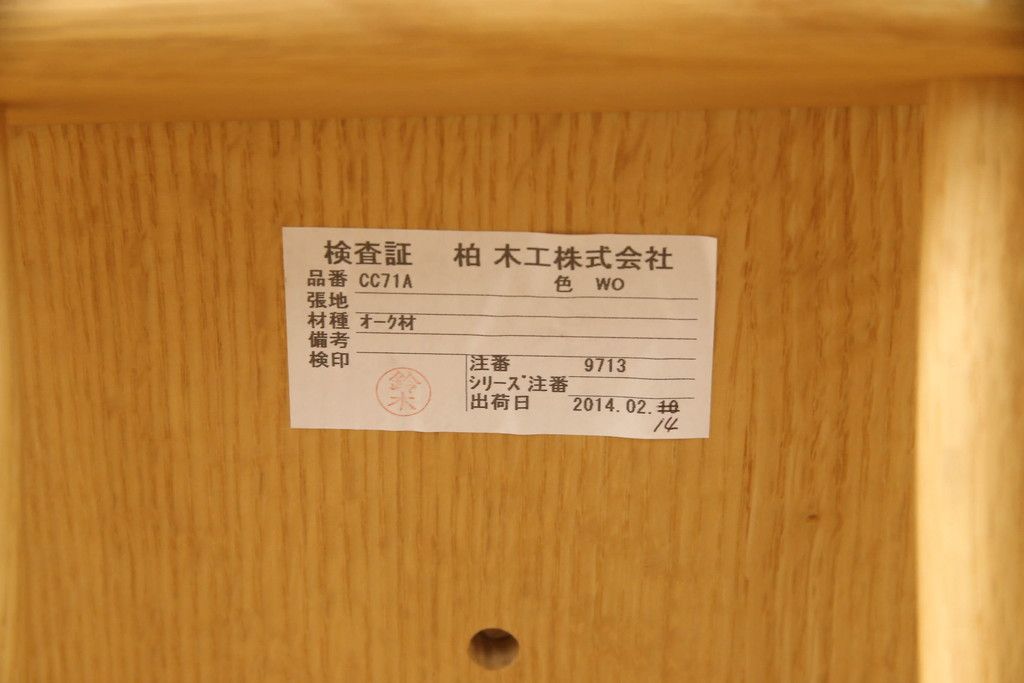 検査証 柏木工株式会社
品番 CC71A 色 WO
張地
材種 オーク材
備考
検印 注番 9713
鈴木 シリーズ注番
出荷日 2014.02.10
14